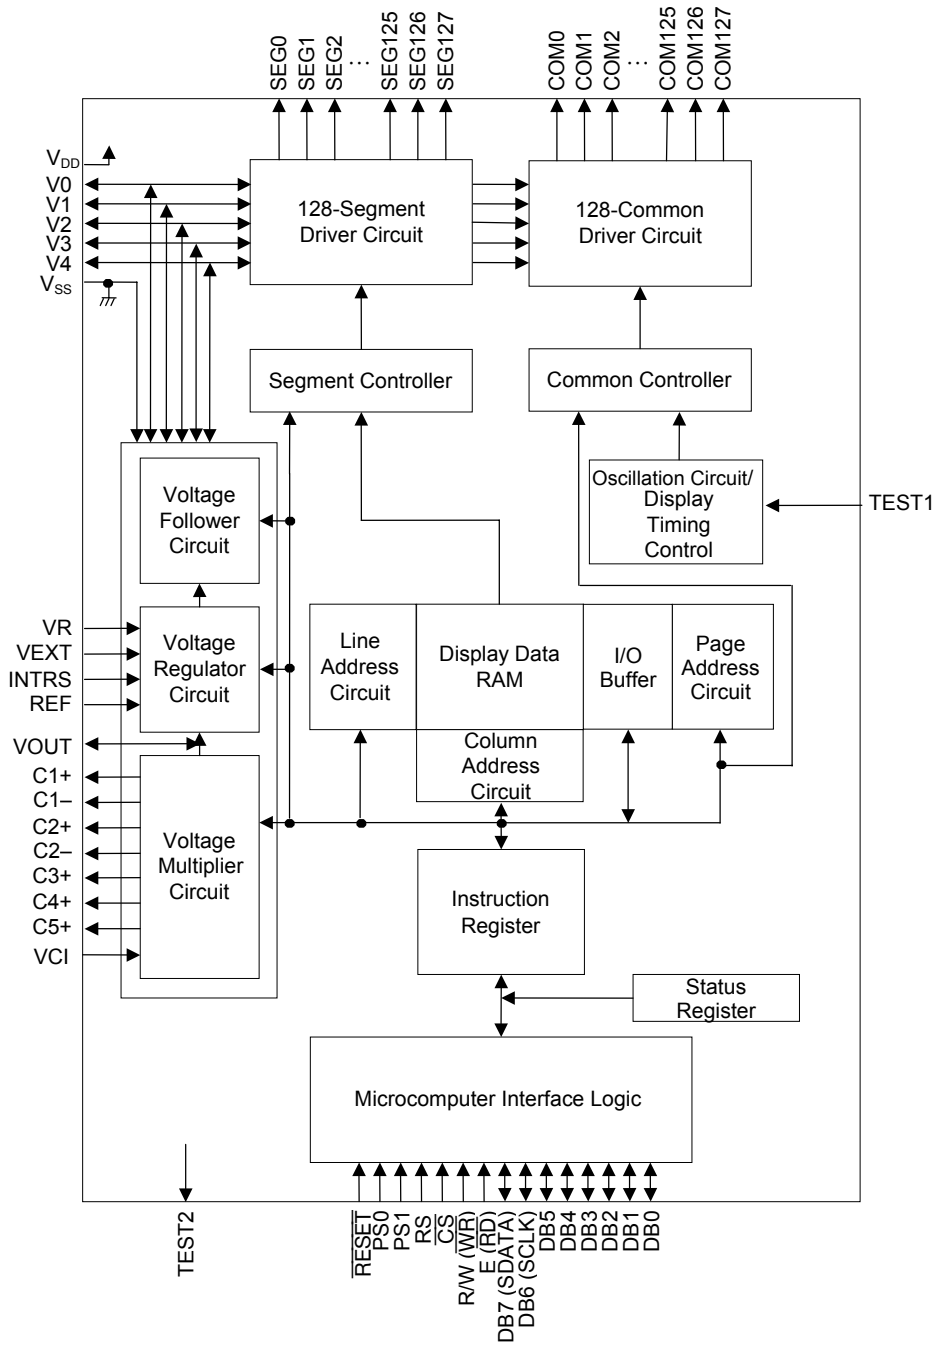 SEG0
SEG1
SEG2
...
SEG125
SEG126
SEG127
COM0
COM1
COM2
...
COM125
COM126
COM127
VDD
V0
V1
V2
V3
V4
VSS
128-Segment
Driver Circuit
128-Common
Driver Circuit
Segment Controller
Common Controller
Oscillation Circuit/
Display
Timing
Control
TEST1
Voltage
Follower
Circuit
VR
VEXT
INTRS
REF
Voltage
Regulator
Circuit
Line
Address
Circuit
Display Data
RAM
I/O
Buffer
Page
Address
Circuit
Column
Address
Circuit
VOUT
C1+
C1–
C2+
C2–
C3+
C4+
C5+
VCI
Voltage
Multiplier
Circuit
Instruction
Register
Status
Register
Microcomputer Interface Logic
TEST2
RESET
PS0
PS1
RS
CS
R/W (WR)
E (RD)
DB7 (SDATA)
DB6 (SCLK)
DB5
DB4
DB3
DB2
DB1
DB0